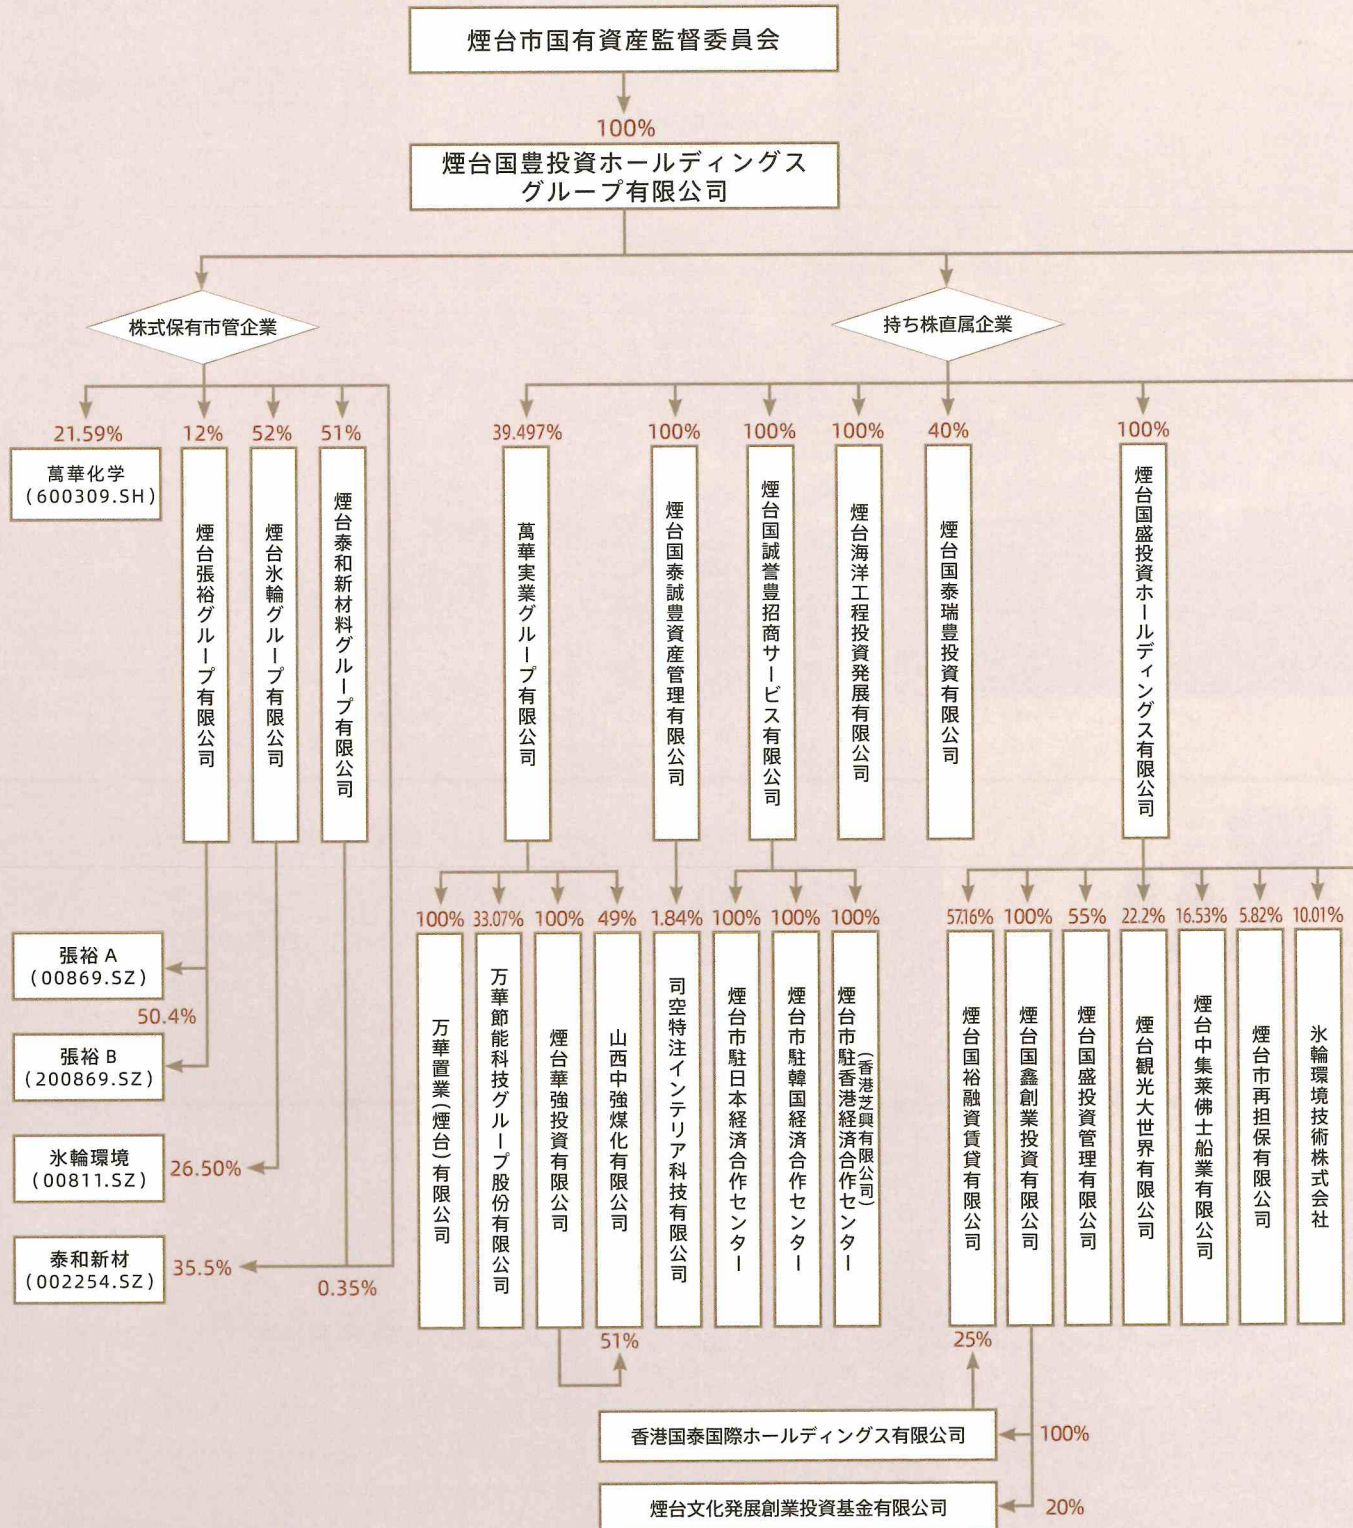 煙台市国有資産監督委員会
100%
煙台国豊投資ホールディングス
グループ有限公司
株式保有市管企業
持ち株直属企業
21.59%
12%
52%
51%
39.497%
100%
100%
100%
40%
100%
萬華化学
(600309.SH)
煙台張裕グループ有限公司
煙台氷輪グループ有限公司
煙台泰和新材料グループ有限公司
萬華実業グループ有限公司
煙台国泰誠豊資産管理有限公司
煙台国誠誉豊招商サービス有限公司
煙台海洋工程投資発展有限公司
煙台国泰瑞豊投資有限公司
煙台国盛投資ホールディングス有限公司
張裕 A
(00869.SZ)
50.4%
張裕 B
(200869.SZ)
氷輪環境
(00811.SZ)
26.50%
泰和新材
(002254.SZ)
35.5%
0.35%
100%
33.07%
100%
49%
1.84%
100%
100%
100%
57.16%
100%
55%
22.2%
16.53%
5.82%
10.01%
万華置業(煙台)有限公司
万華節能科技グループ股份有限公司
煙台華強投資有限公司
山西中強煤化有限公司
司空特注インテリア科技有限公司
煙台市駐日本経済合作センター
煙台市駐韓国経済合作センター
煙台市駐香港経済合作センター
(香港芝興有限公司)
煙台国裕融資賃貸有限公司
煙台国鑫創業投資有限公司
煙台国盛投資管理有限公司
煙台観光大世界有限公司
煙台中集莱佛士船業有限公司
煙台市再担保有限公司
氷輪環境技術株式会社
51%
25%
香港国泰国際ホールディングス有限公司
100%
煙台文化発展創業投資基金有限公司
20%